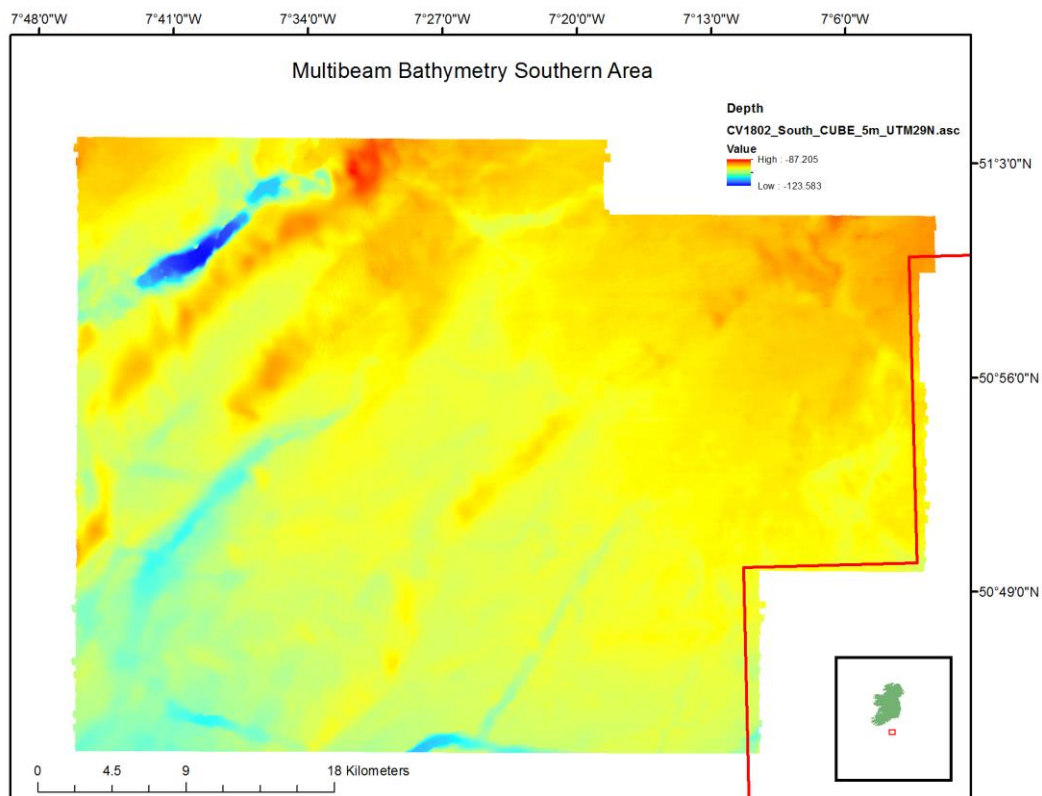 7°48'0"W 7°41'0"W 7°34'0"W 7°27'0"W 7°20'0"W 7°13'0"W 7°6'0"W
Multibeam Bathymetry Southern Area
Depth
CV1802_South_CUBE_5m_UTM29N.asc
Value
High : -87.205
Low : -123.583
51°3'0"N
50°56'0"N
50°49'0"N
0 4.5 9 18 Kilometers